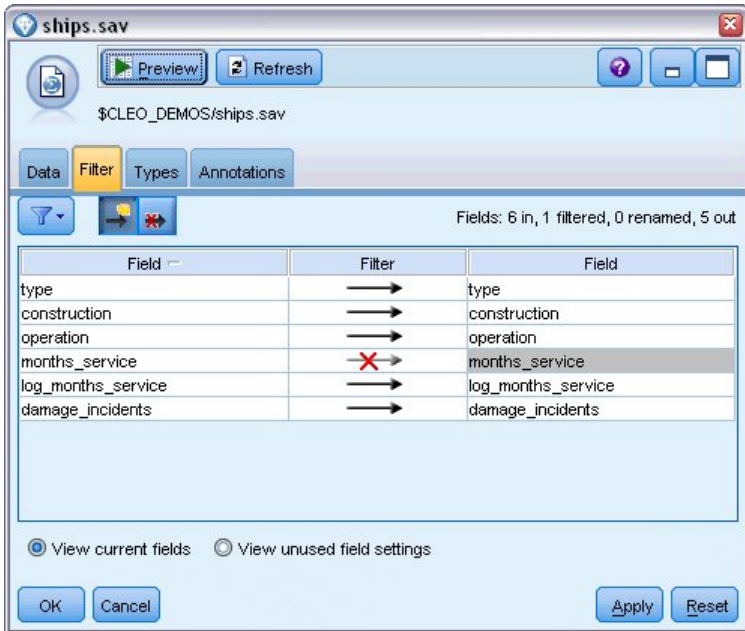 ships.sav
Preview Refresh
$CLEO_DEMOS/ships.sav
Data Filter Types Annotations
Fields: 6 in, 1 filtered, 0 renamed, 5 out
Field Filter Field
type type
construction construction
operation operation
months_service months_service
log_months_service log_months_service
damage_incidents damage_incidents
View current fields View unused field settings
OK Cancel Apply Reset